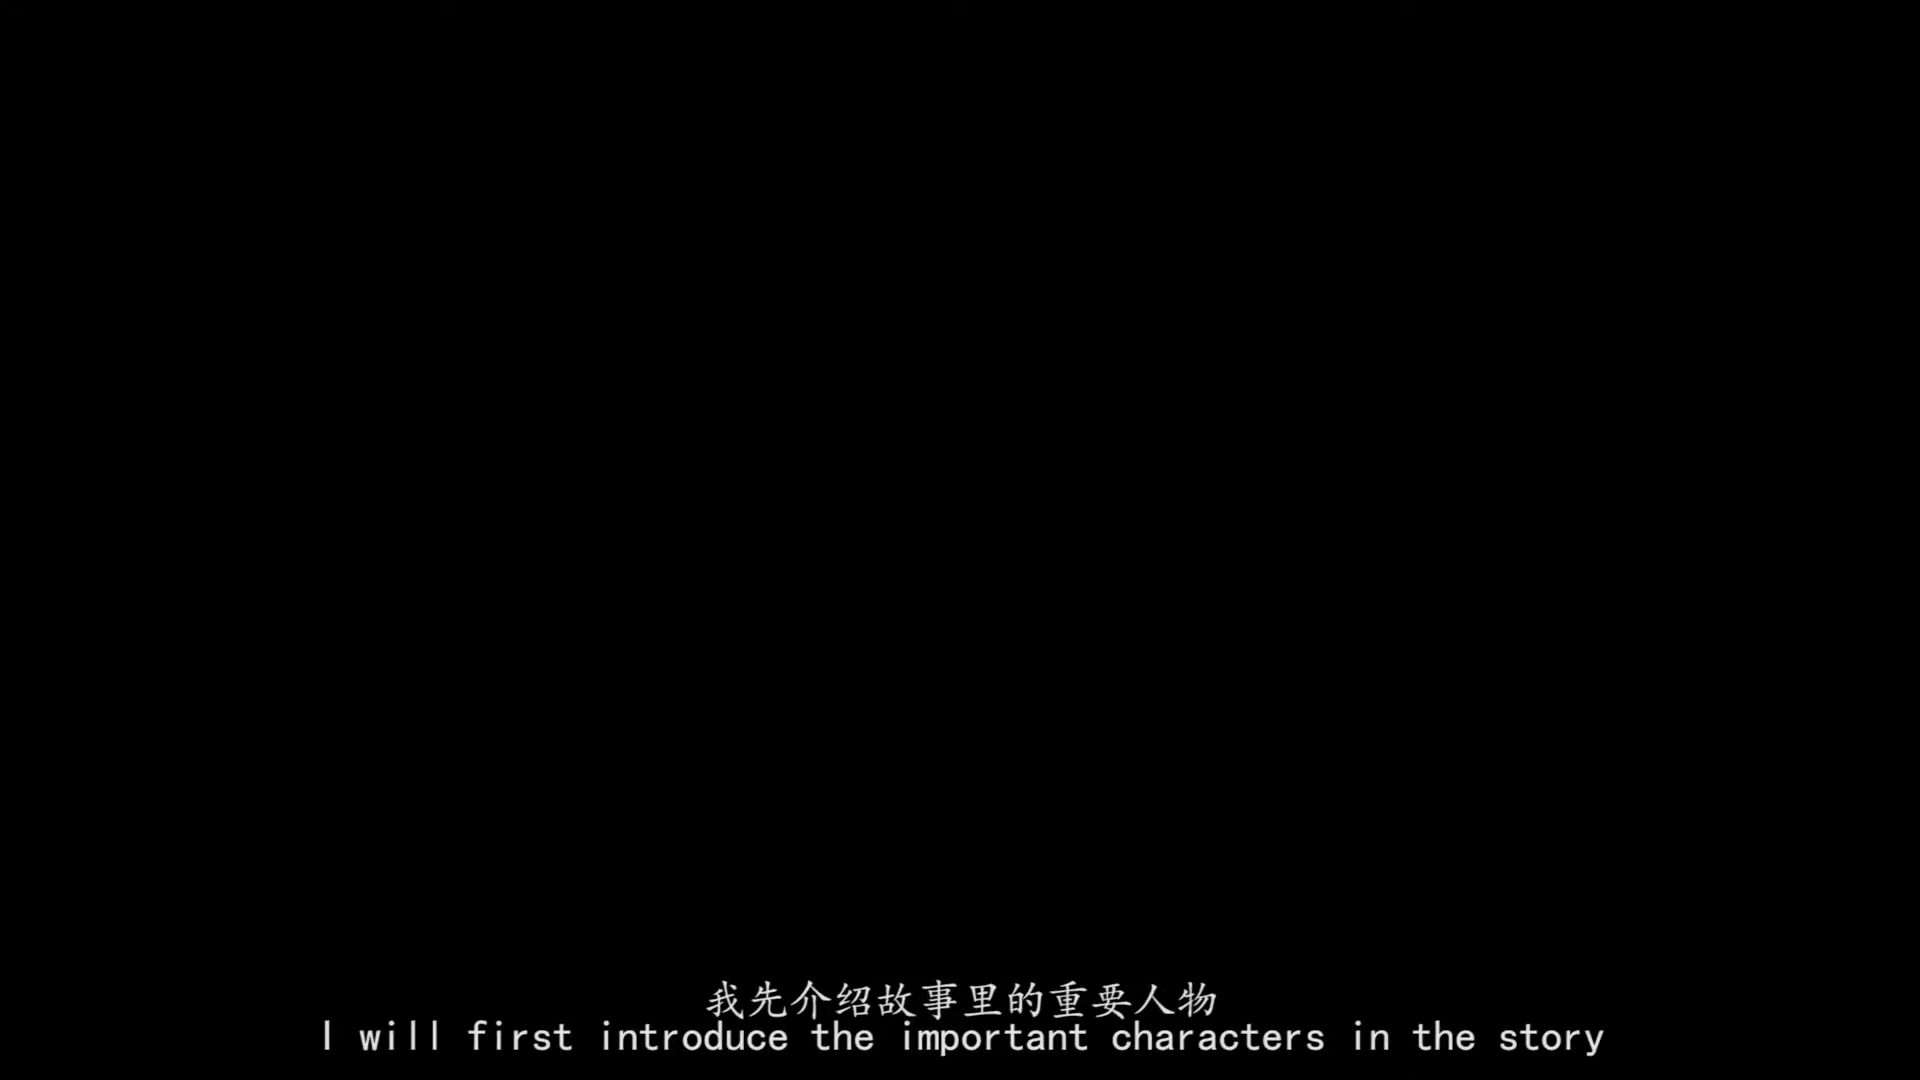 我先介绍故事里的重要人物
I will first introduce the important characters in the story